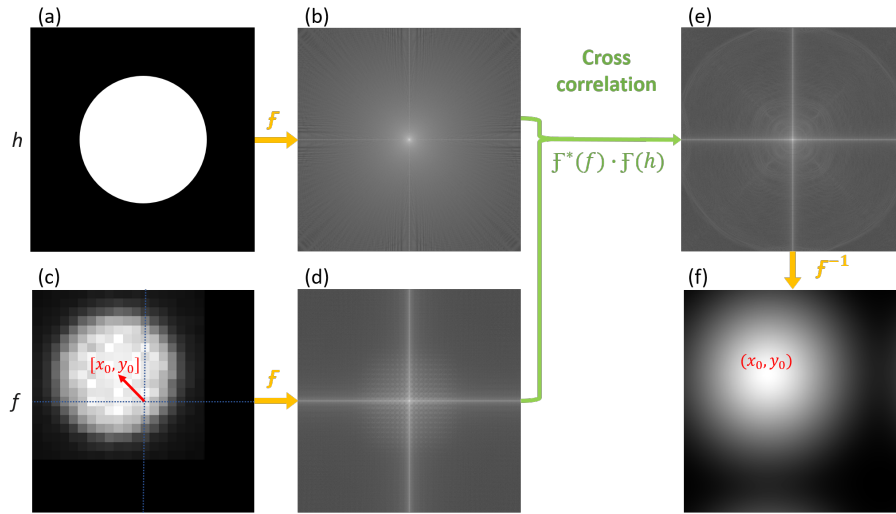 (a)
(b)
(e)
Cross
correlation
h
Ƒ
Ƒ*(f) · Ƒ(h)
(c)
(d)
Ƒ⁻¹
(f)
[x₀, y₀]
(x₀, y₀)
f
Ƒ